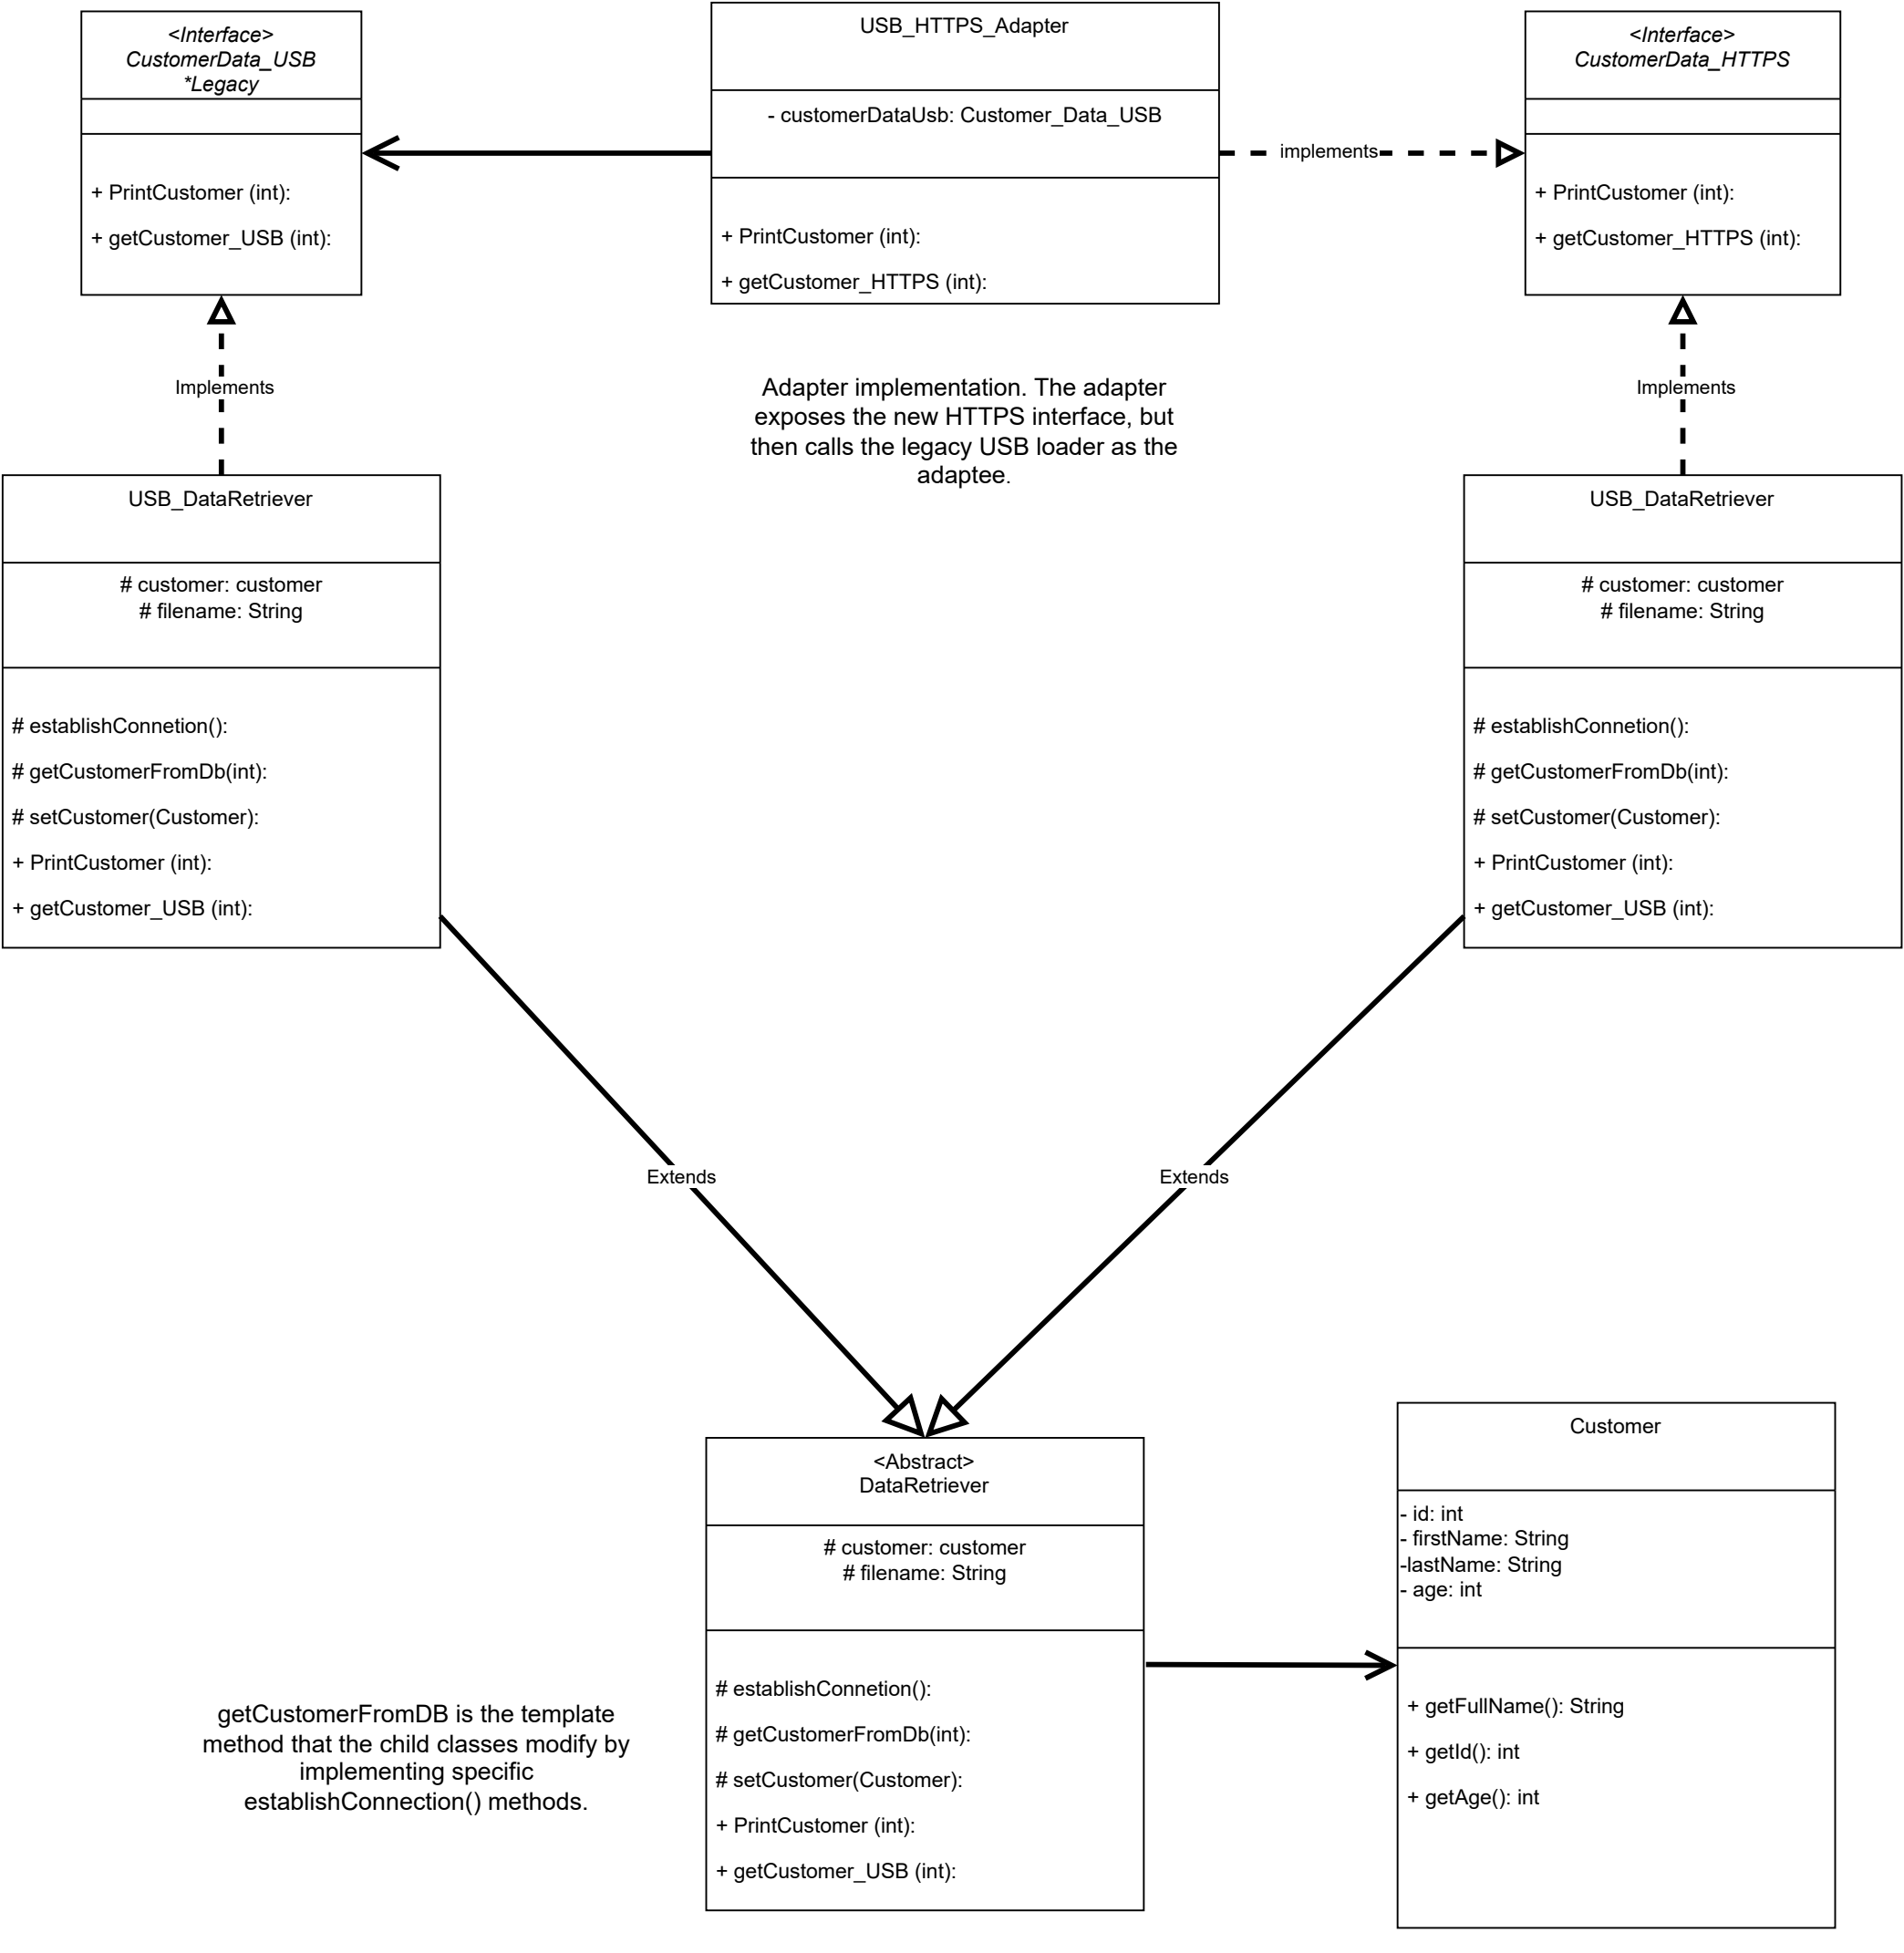 <Interface>
CustomerData_USB
*Legacy
+ PrintCustomer (int):
+ getCustomer_USB (int):
USB_HTTPS_Adapter
- customerDataUsb: Customer_Data_USB
+ PrintCustomer (int):
+ getCustomer_HTTPS (int):
implements
<Interface>
CustomerData_HTTPS
+ PrintCustomer (int):
+ getCustomer_HTTPS (int):
Implements
Adapter implementation. The adapter
exposes the new HTTPS interface, but
then calls the legacy USB loader as the
adaptee.
Implements
USB_DataRetriever
# customer: customer
# filename: String
# establishConnetion():
# getCustomerFromDb(int):
# setCustomer(Customer):
+ PrintCustomer (int):
+ getCustomer_USB (int):
USB_DataRetriever
# customer: customer
# filename: String
# establishConnetion():
# getCustomerFromDb(int):
# setCustomer(Customer):
+ PrintCustomer (int):
+ getCustomer_USB (int):
Extends
Extends
<Abstract>
DataRetriever
# customer: customer
# filename: String
# establishConnetion():
# getCustomerFromDb(int):
# setCustomer(Customer):
+ PrintCustomer (int):
+ getCustomer_USB (int):
Customer
- id: int
- firstName: String
-lastName: String
- age: int
+ getFullName(): String
+ getId(): int
+ getAge(): int
getCustomerFromDB is the template
method that the child classes modify by
implementing specific
establishConnection() methods.